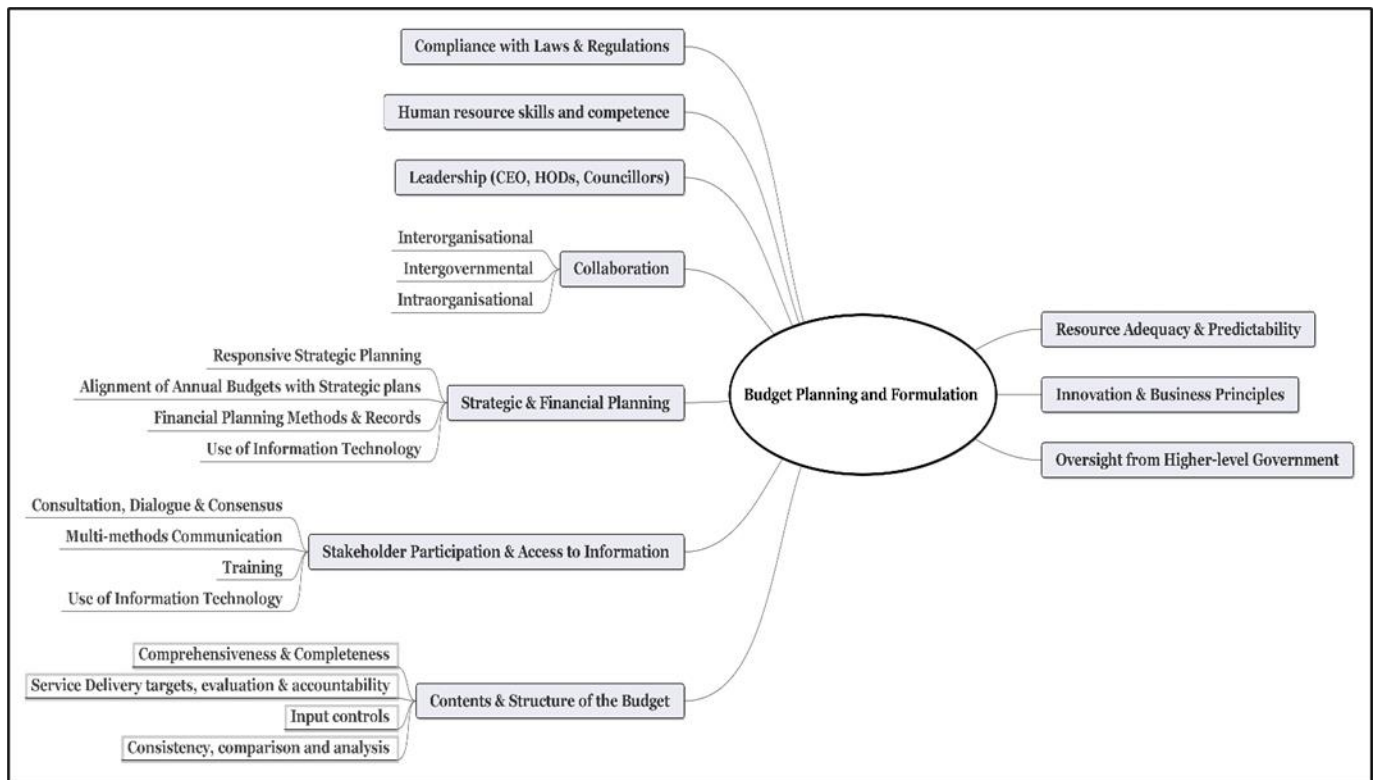 Compliance with Laws & Regulations
Human resource skills and competence
Leadership (CEO, HODs, Councillors)
Interorganisational
Intergovernmental
Intraorganisational
Collaboration
Responsive Strategic Planning
Alignment of Annual Budgets with Strategic plans
Financial Planning Methods & Records
Use of Information Technology
Strategic & Financial Planning
Consultation, Dialogue & Consensus
Multi-methods Communication
Training
Use of Information Technology
Stakeholder Participation & Access to Information
Comprehensiveness & Completeness
Service Delivery targets, evaluation & accountability
Input controls
Consistency, comparison and analysis
Contents & Structure of the Budget
Budget Planning and Formulation
Resource Adequacy & Predictability
Innovation & Business Principles
Oversight from Higher-level Government